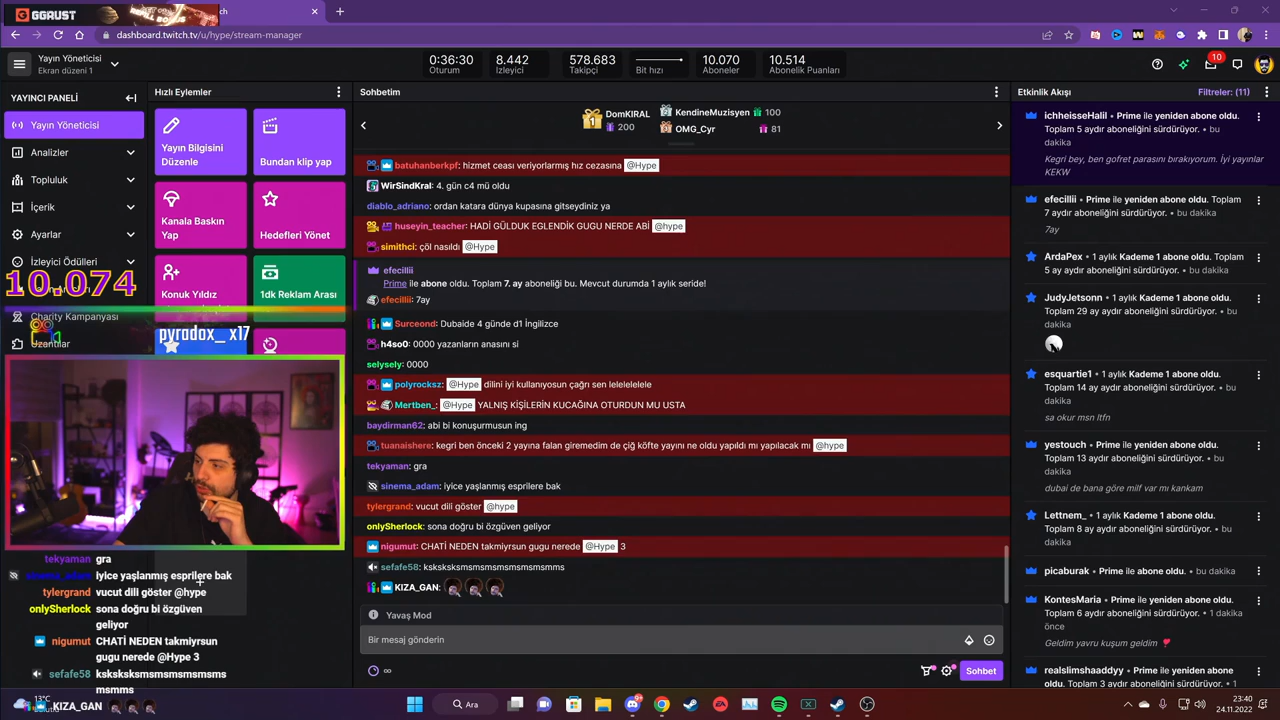 GGRUST
ch
dashboard.twitch.tv/u/hype/stream-manager
Yayın Yöneticisi
Ekran düzeni 1
0:36:30
Oturum
8.442
İzleyici
578.683
Takipçi
Bit hızı
10.070
Aboneler
10.514
Abonelik Puanları
10
YAYINCI PANELİ
Yayın Yöneticisi
Analizler
Topluluk
İçerik
Ayarlar
İzleyici Ödülleri
10.074
Charity Kampanyası
Uzantılar
Hızlı Eylemler
Yayın Bilgisini
Düzenle
Bundan klip yap
Kanala Baskın
Yap
Hedefleri Yönet
Konuk Yıldız
1dk Reklam Arası
pyrodox_x17
Sohbetim
1
DomKIRAL
200
2
KendineMuzisyen
100
3
OMG_Cyr
81
batuhanberkpf: hizmet ceası veriyorlarmış hız cezasına @Hype
WirSindKral: 4. gün c4 mü oldu
diablo_adriano: ordan katara dünya kupasına gitseydiniz ya
huseyin_teacher: HADİ GÜLDUK EGLENDİK GUGU NERDE ABİ @hype
simithci: çöl nasıldı @Hype
efecillii
Prime ile abone oldu. Toplam 7. ay aboneliği bu. Mevcut durumda 1 aylık seride!
efecillii: 7ay
Surceond: Dubaide 4 günde d1 İngilizce
h4so0: 0000 yazanların anasını si
selysely: 0000
polyrocksz: @Hype dilini iyi kullanıyosun çağrı sen lelelelelele
Mertben_: @Hype YALNIŞ KİŞİLERİN KUCAĞINA OTURDUN MU USTA
baydirman62: abi bi konuşurmusun ing
tuanaishere: kegri ben önceki 2 yayına falan giremedim de çiğ köfte yayını ne oldu yapıldı mı yapılacak mı @hype
tekyaman: gra
sinema_adam: iyice yaşlanmış esprilere bak
tylergrand: vucut dili göster @hype
onlySherlock: sona doğru bi özgüven geliyor
nigumut: CHATİ NEDEN takmiyrsun gugu nerede @Hype 3
sefafe58: ksksksksmsmsmsmsmsmsmms
KIZA_GAN:
Yavaş Mod
Bir mesaj gönderin
Sohbet
Etkinlik Akışı
Filtreler: (11)
ichheisseHalil • Prime ile yeniden abone oldu.
Toplam 5 ay aboneliğini sürdürüyor. • bu
dakika
Kegri bey, ben gofret parasını bırakıyorum. İyi yayınlar
KEKW
efecillii • Prime ile yeniden abone oldu. Toplam
7 ay aboneliğini sürdürüyor. • bu dakika
7ay
ArdaPex • 1 aylık Kademe 1 abone oldu. Toplam
5 ay aydır aboneliğini sürdürüyor. • bu dakika
JudyJetsonn • 1 aylık Kademe 1 abone oldu.
Toplam 29 ay aydır aboneliğini sürdürüyor. • bu
dakika
esquartie1 • 1 aylık Kademe 1 abone oldu.
Toplam 14 ay aydır aboneliğini sürdürüyor. • bu
dakika
sa okur msn ltfn
yestouch • Prime ile yeniden abone oldu.
Toplam 13 ay aboneliğini sürdürüyor. • bu
dakika
dubai de bana göre milf var mı kankam
Lettnem_ • 1 aylık Kademe 1 abone oldu.
Toplam 8 ay aydır aboneliğini sürdürüyor. • bu
dakika
picaburak • Prime ile abone oldu. • bu dakika
KontesMaria • Prime ile yeniden abone oldu.
Toplam 6 ay aboneliğini sürdürüyor. • 1 dakika
önce
Geldim yavru kuşum geldim
realslimshaaddyy • Prime ile yeniden abone
oldu. Toplam 3 aydır aboneliğini sürdürüyor.
tekyaman gra
sinema_adam iyice yaşlanmış esprilere bak
tylergrand vucut dili göster @hype
onlySherlock sona doğru bi özgüven
geliyor
nigumut CHATİ NEDEN takmiyrsun
gugu nerede @Hype 3
sefafe58 ksksksksmsmsmsmsmsms
msmms
KIZA_GAN
13°C
Ara
23:40
24.11.2022